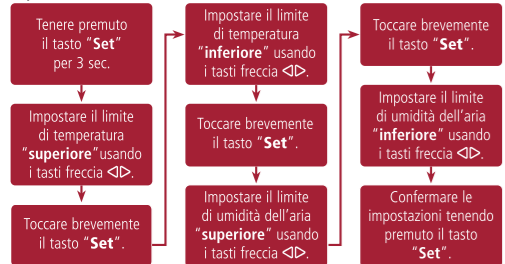 Tenere premuto
il tasto "Set"
per 3 sec.
Impostare il limite
di temperatura
"superiore"usando
i tasti freccia ◁▷.
Toccare brevemente
il tasto "Set".
Impostare il limite
di temperatura
"inferiore" usando
i tasti freccia ◁▷.
Toccare brevemente
il tasto "Set".
Impostare il limite
di umidità dell'aria
"superiore" usando
i tasti freccia ◁▷.
Toccare brevemente
il tasto "Set".
Impostare il limite
di umidità dell'aria
"inferiore" usando
i tasti freccia ◁▷.
Confermare le
impostazioni tenendo
premuto il tasto
"Set".